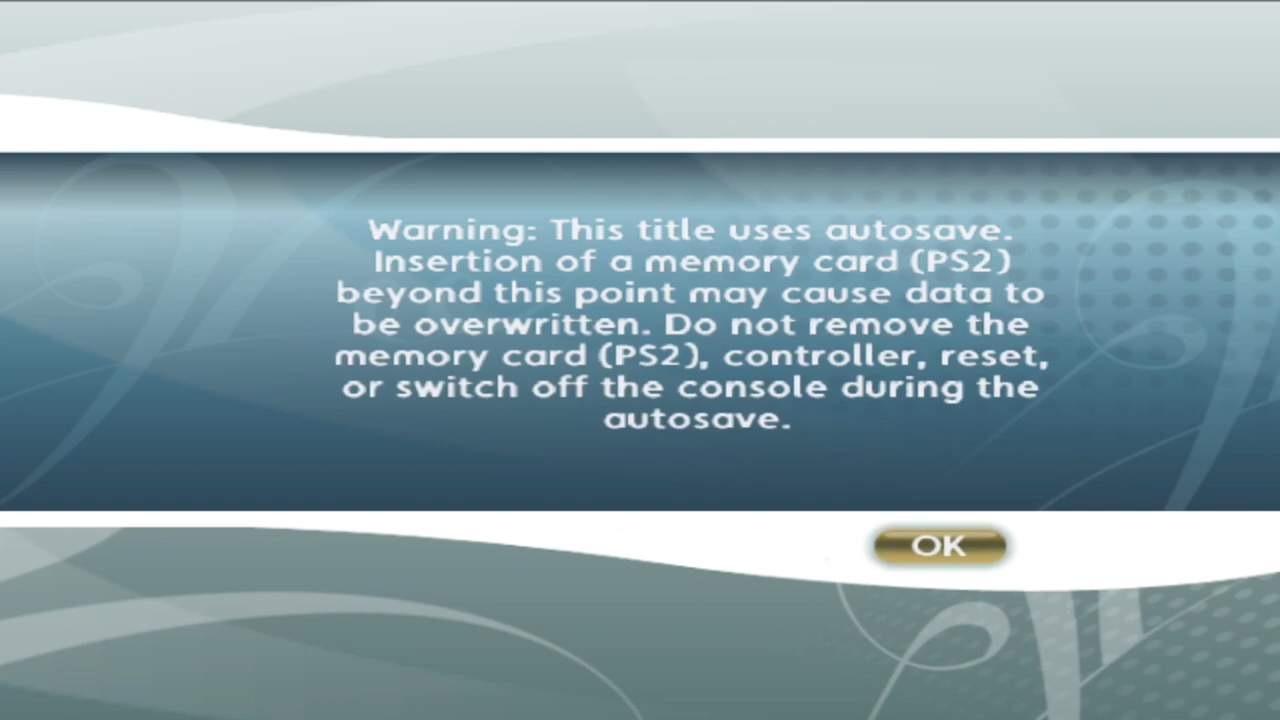 Warning: This title uses autosave.
Insertion of a memory card (PS2)
beyond this point may cause data to
be overwritten. Do not remove the
memory card (PS2), controller, reset,
or switch off the console during the
autosave.
OK